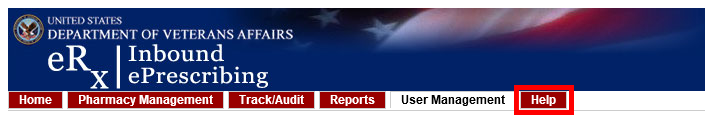 UNITED STATES
DEPARTMENT OF VETERANS AFFAIRS
eRx Inbound
ePrescribing
Home Pharmacy Management Track/Audit Reports User Management Help